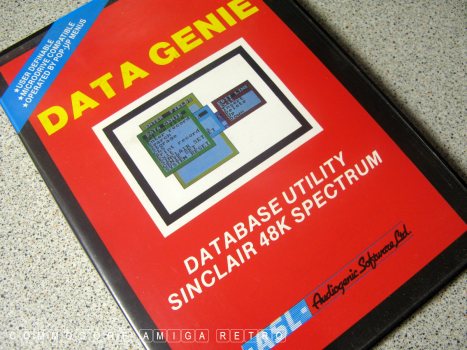 ★USER DEFINABLE
★MICRODRIVE COMPATIBLE
★OPERATED BY POP-UP MENUS
DATA GENIE
DATABASE UTILITY
SINCLAIR 48K SPECTRUM
Audiogenic Software Ltd.
COMMODORE AMIGA RETRO